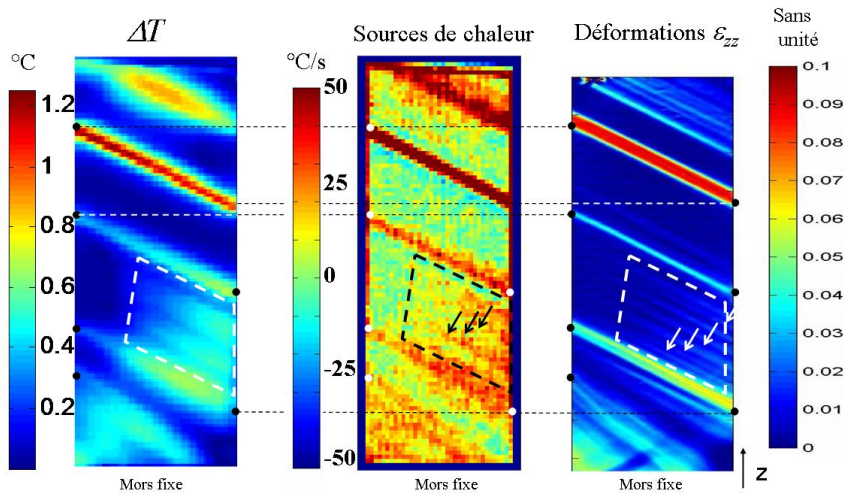 ΔT
Sources de chaleur
Déformations εzz
Sans
unité
°C
°C/s
1.2
1
0.8
0.6
0.4
0.2
50
25
15
0
-25
-50
0.1
0.09
0.08
0.07
0.06
0.05
0.04
0.03
0.02
0.01
0
Mors fixe
Mors fixe
Mors fixe
z